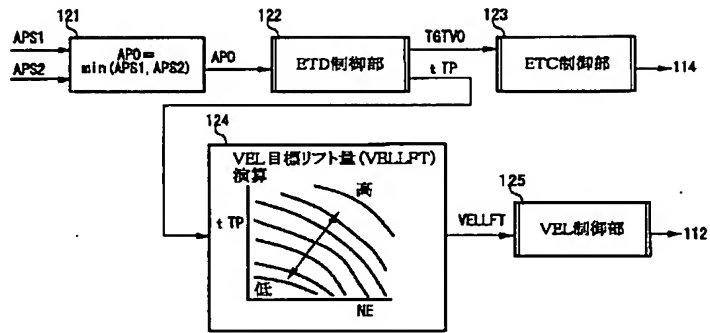 121
122
123
APS1
APS2
APO=
min(APS1, APS2)
APO
ETD制御部
TGTVO
t TP
ETC制御部
114
124
VEL目標リフト量(VELLFT)
演算
高
t TP
低
NE
VELLFT
125
VEL制御部
112